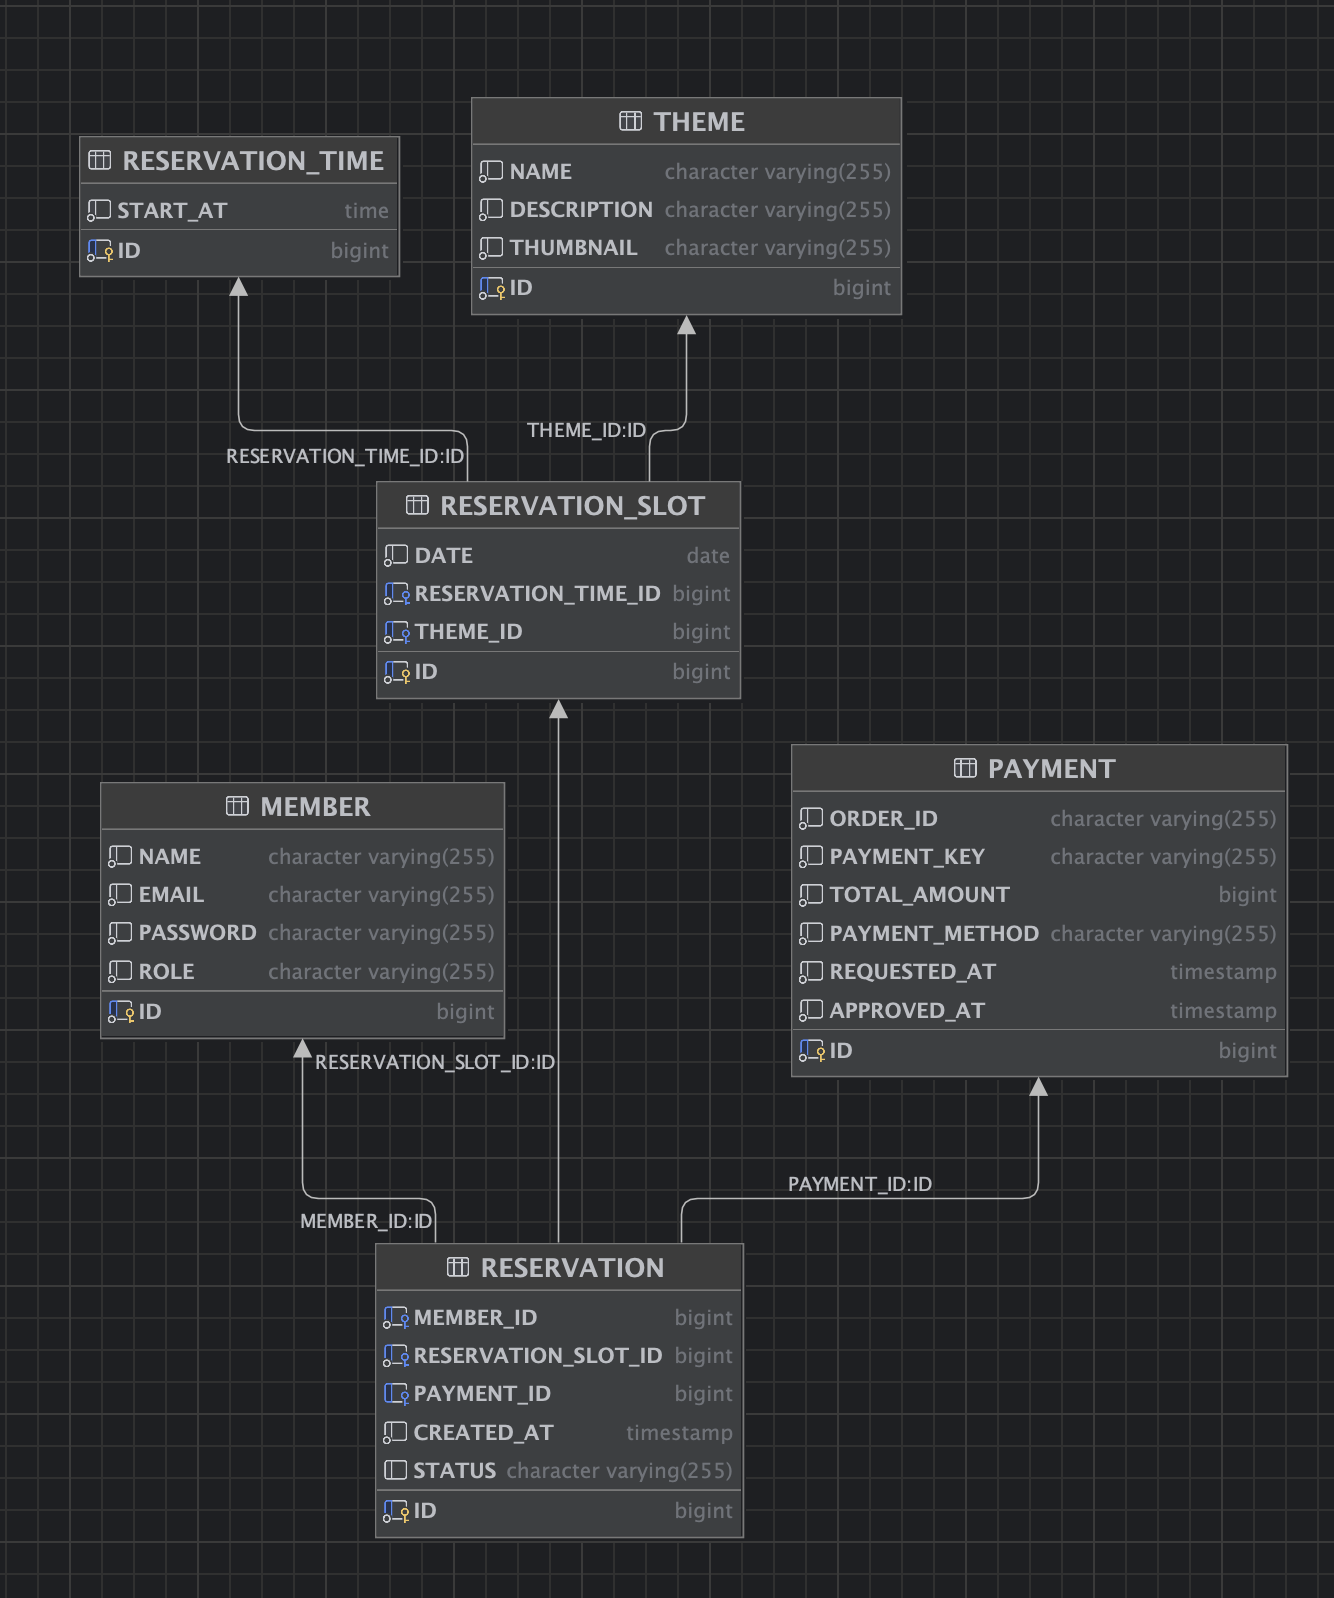 THEME
NAME character varying(255)
DESCRIPTION character varying(255)
THUMBNAIL character varying(255)
ID bigint
RESERVATION_TIME
START_AT time
ID bigint
THEME_ID:ID
RESERVATION_TIME_ID:ID
RESERVATION_SLOT
DATE date
RESERVATION_TIME_ID bigint
THEME_ID bigint
ID bigint
PAYMENT
ORDER_ID character varying(255)
PAYMENT_KEY character varying(255)
TOTAL_AMOUNT bigint
PAYMENT_METHOD character varying(255)
REQUESTED_AT timestamp
APPROVED_AT timestamp
ID bigint
MEMBER
NAME character varying(255)
EMAIL character varying(255)
PASSWORD character varying(255)
ROLE character varying(255)
ID bigint
RESERVATION_SLOT_ID:ID
PAYMENT_ID:ID
MEMBER_ID:ID
RESERVATION
MEMBER_ID bigint
RESERVATION_SLOT_ID bigint
PAYMENT_ID bigint
CREATED_AT timestamp
STATUS character varying(255)
ID bigint